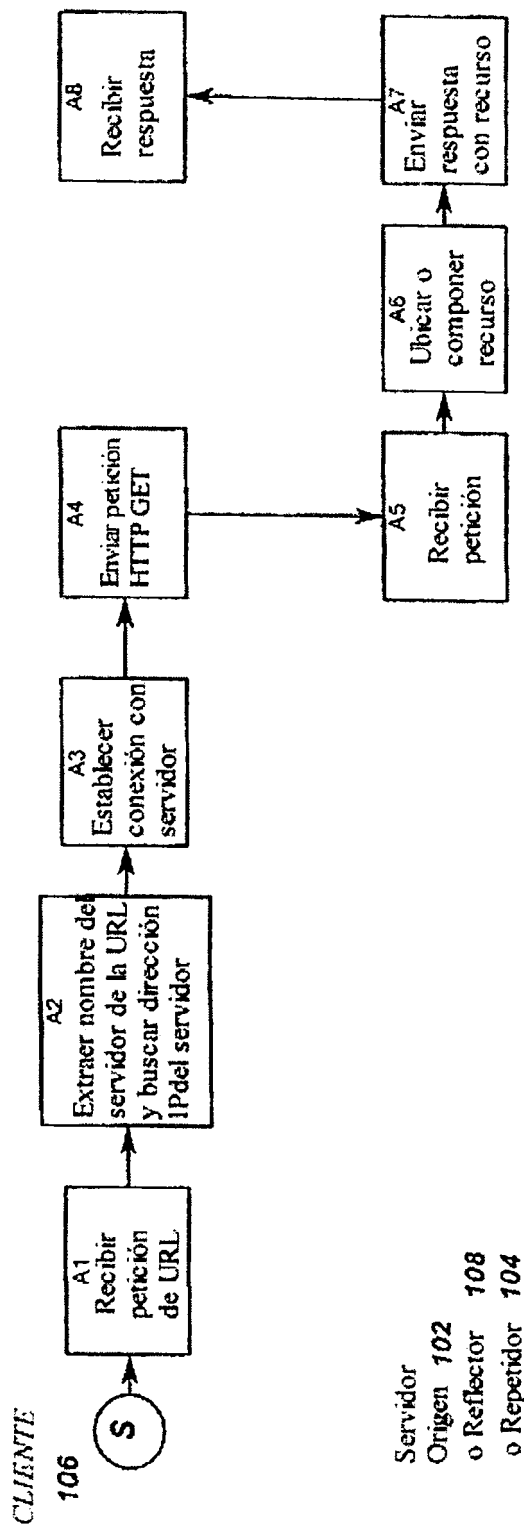 CLIENTE
106
S
A1
Recibir
petición
de URL
A2
Extraer nombre del
servidor de la URL
y buscar dirección
IPdel servidor
A3
Establecer
conexión con
servidor
A4
Enviar petición
HTTP GET
A8
Recibir
respuesta
Servidor
Origen 102
o Reflector 108
o Repetidor 104
A5
Recibir
petición
A6
Ubicar o
componer
recurso
A7
Enviar
respuesta
con recurso